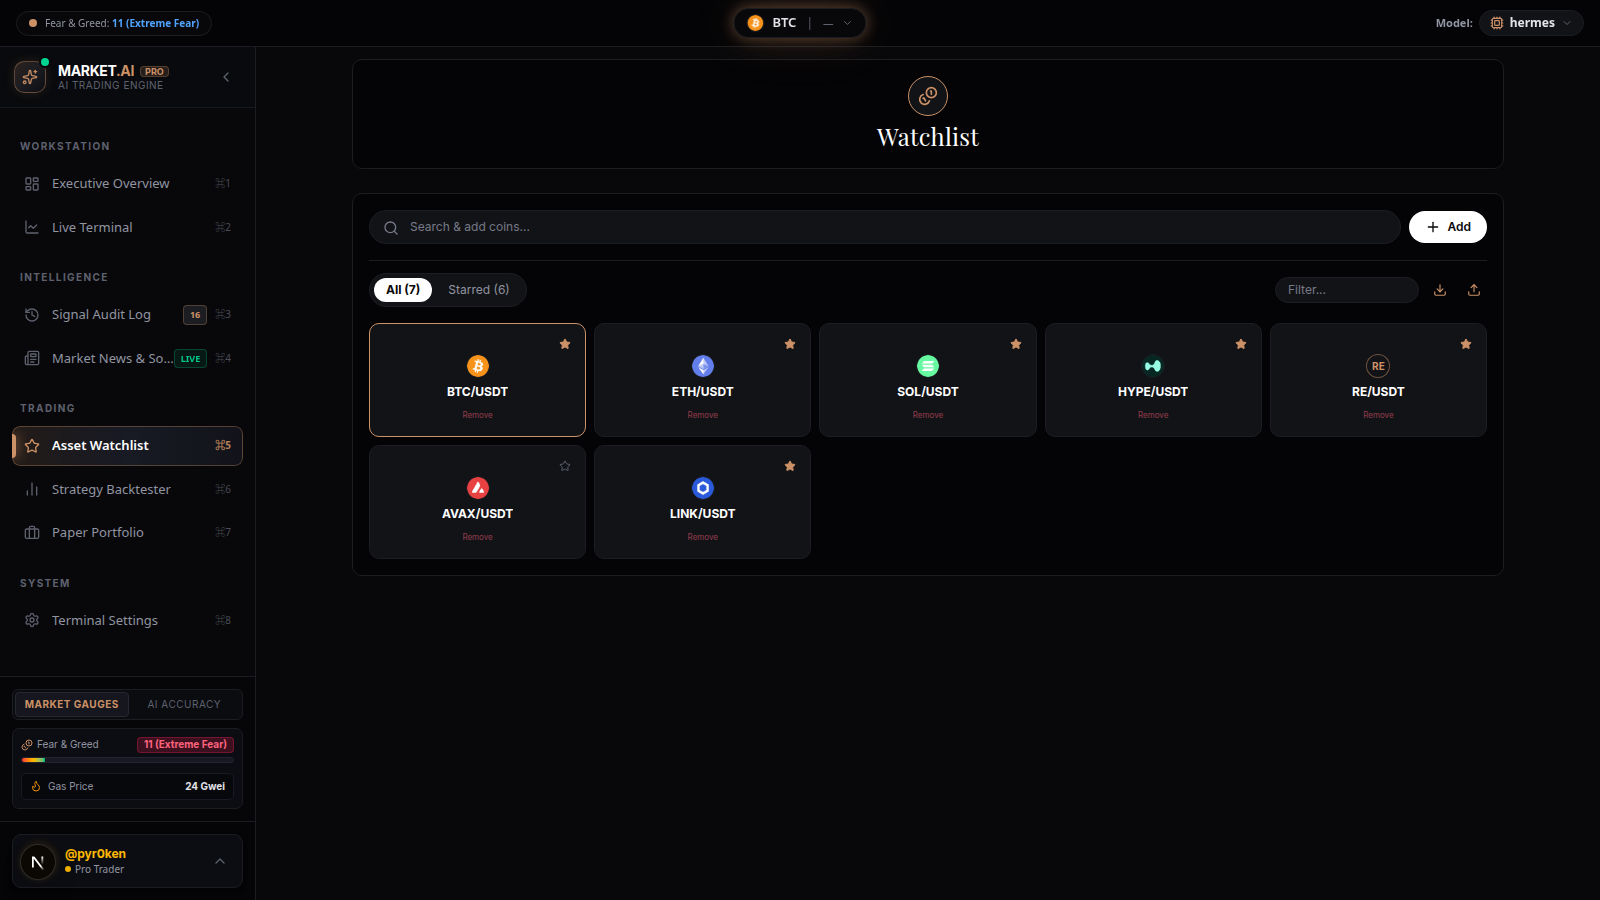 Fear & Greed: 11 (Extreme Fear)
BTC | —
Model: hermes
MARKET.AI PRO
AI TRADING ENGINE
WORKSTATION
Executive Overview ⌘1
Live Terminal ⌘2
INTELLIGENCE
Signal Audit Log 16 ⌘3
Market News & So... LIVE ⌘4
TRADING
Asset Watchlist ⌘5
Strategy Backtester ⌘6
Paper Portfolio ⌘7
SYSTEM
Terminal Settings ⌘8
MARKET GAUGES AI ACCURACY
Fear & Greed 11 (Extreme Fear)
Gas Price 24 Gwei
N
@pyr0ken
Pro Trader
Watchlist
Search & add coins...
+ Add
All (7) Starred (6)
Filter...
BTC/USDT
Remove
ETH/USDT
Remove
SOL/USDT
Remove
HYPE/USDT
Remove
RE
RE/USDT
Remove
AVAX/USDT
Remove
LINK/USDT
Remove